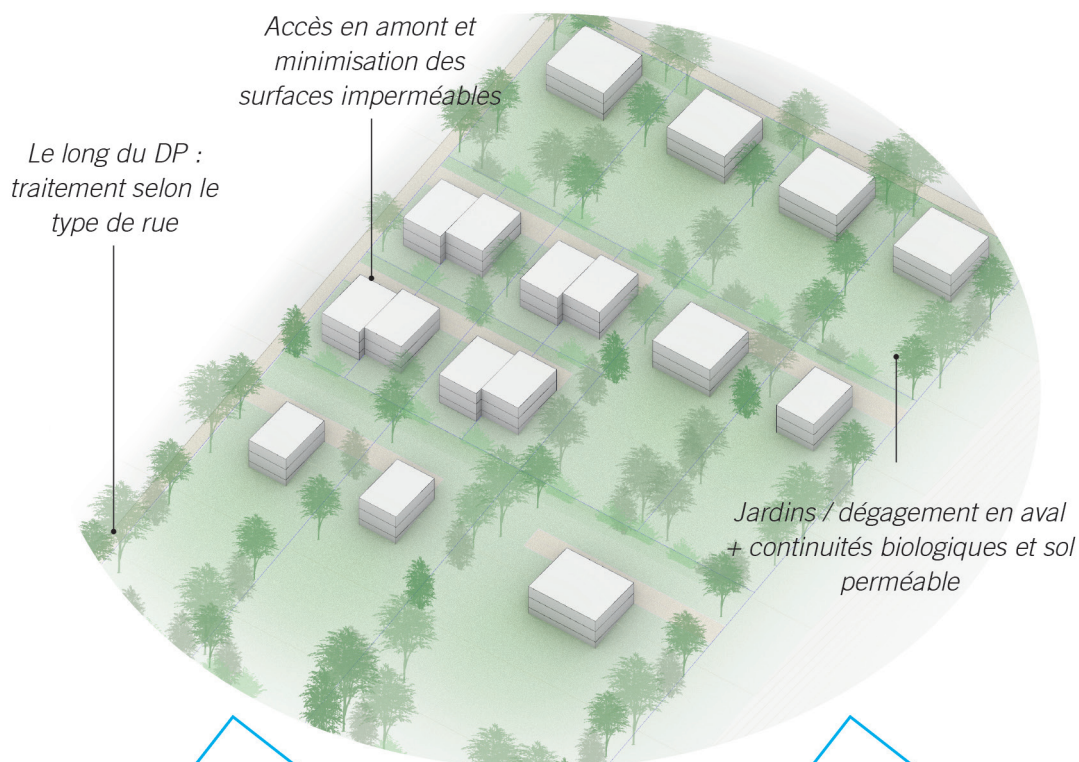 Accès en amont et
minimisation des
surfaces imperméables
Le long du DP :
traitement selon le
type de rue
Jardins / dégagement en aval
+ continuités biologiques et sol
perméable